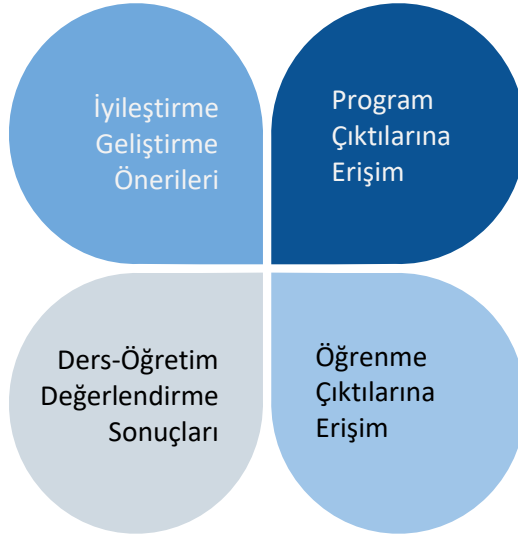 İyileştirme
Geliştirme
Önerileri
Program
Çıktılarına
Erişim
Ders-Öğretim
Değerlendirme
Sonuçları
Öğrenme
Çıktılarına
Erişim